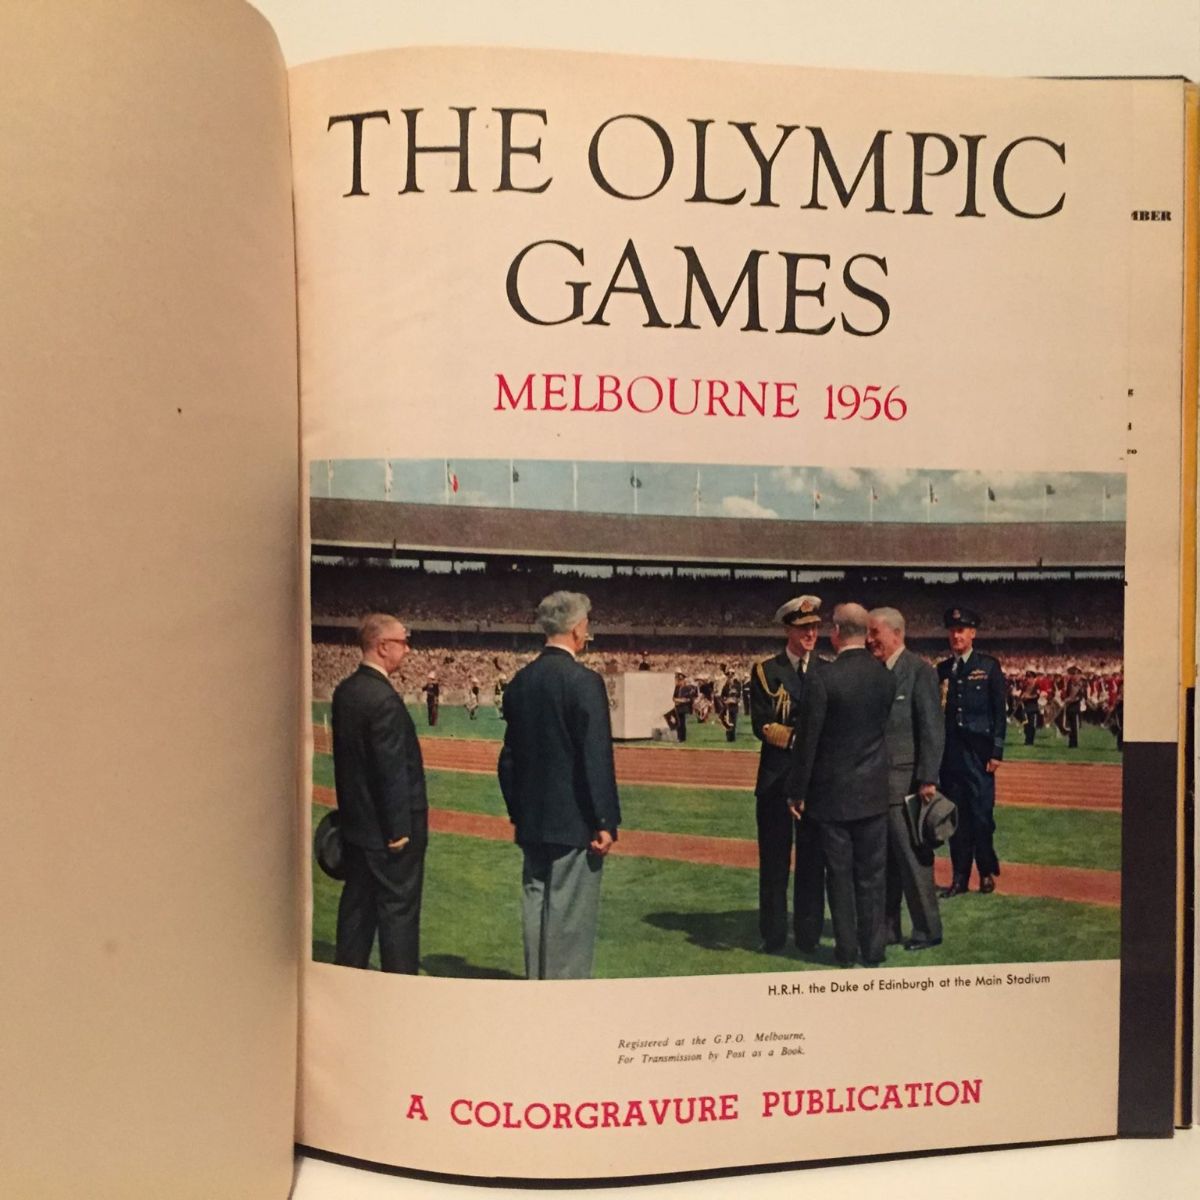 THE OLYMPIC
GAMES
MELBOURNE 1956
H.R.H. the Duke of Edinburgh at the Main Stadium
Registered at the G.P.O. Melbourne,
For Transmission by Post as a Book.
A COLORGRAVURE PUBLICATION